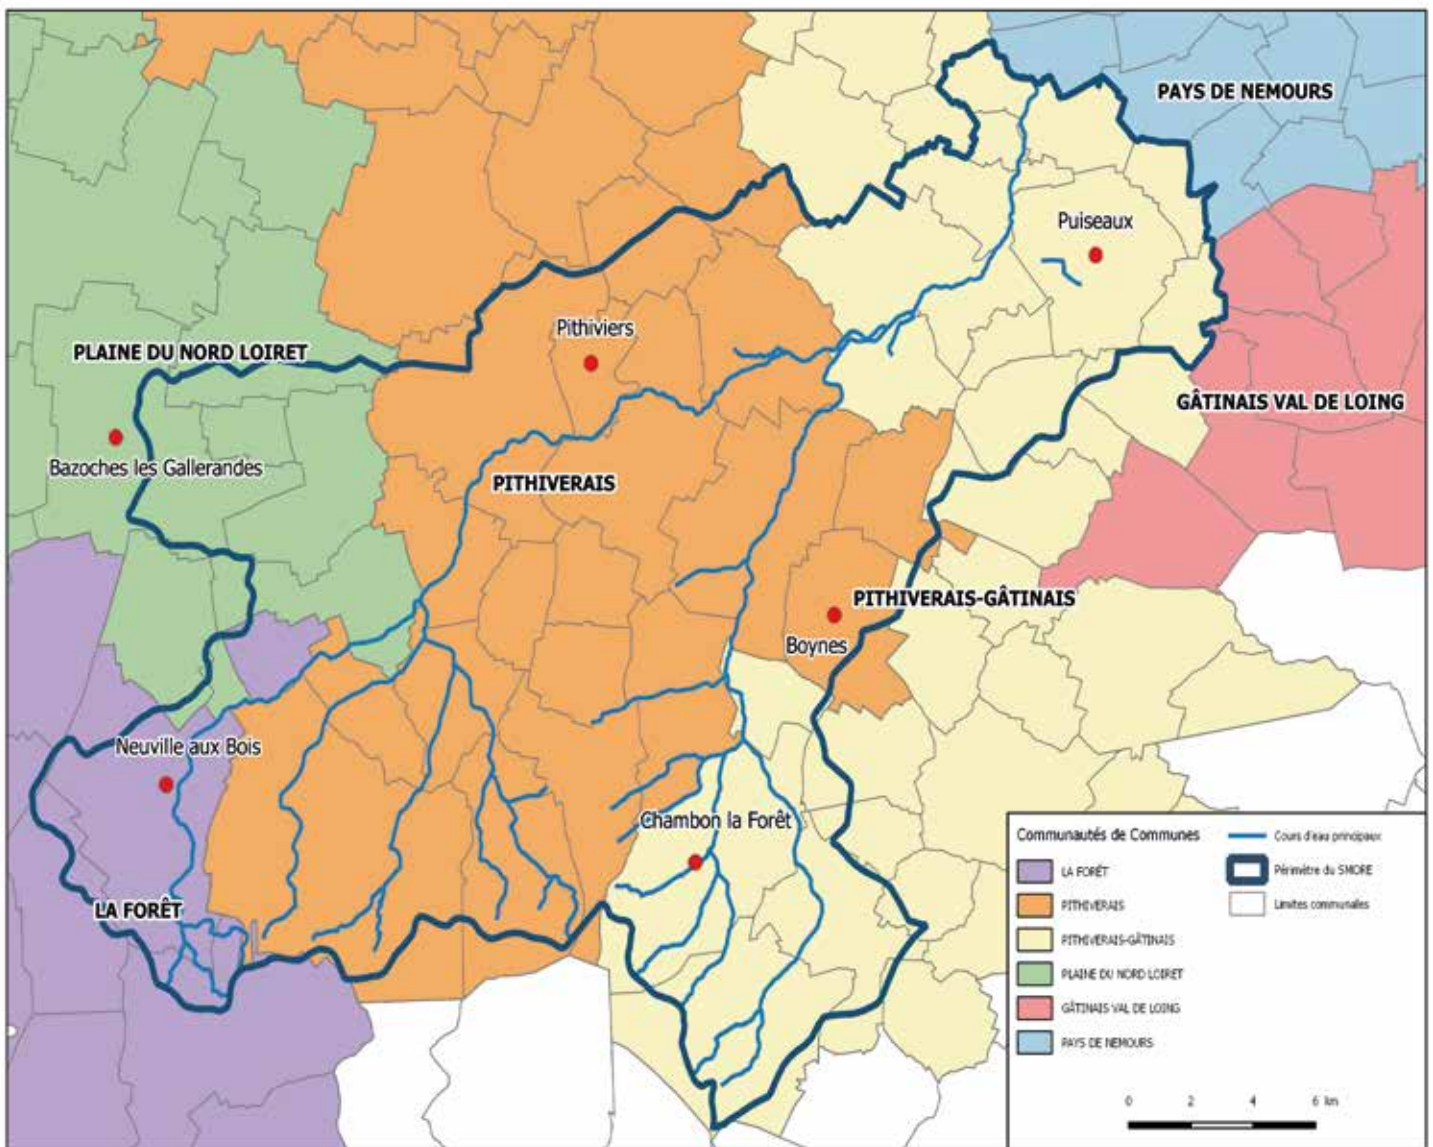 PAYS DE NEMOURS
Puiseaux
Pithiviers
PLAINE DU NORD LOIRET
GÂTINAIS VAL DE LOING
Bazoches les Gallerandes
PITHIVERAIS
PITHIVERAIS-GÂTINAIS
Boynes
Neuville aux Bois
Chambon la Forêt
LA FORÊT
Communautés de Communes
LA FORÊT
PITHIVERAIS
PITHIVERAIS-GÂTINAIS
PLAINE DU NORD LOIRET
GÂTINAIS VAL DE LOING
PAYS DE NEMOURS
Cours d'eau principaux
Périmètre du SMORE
Limites communales
0 2 4 6 km